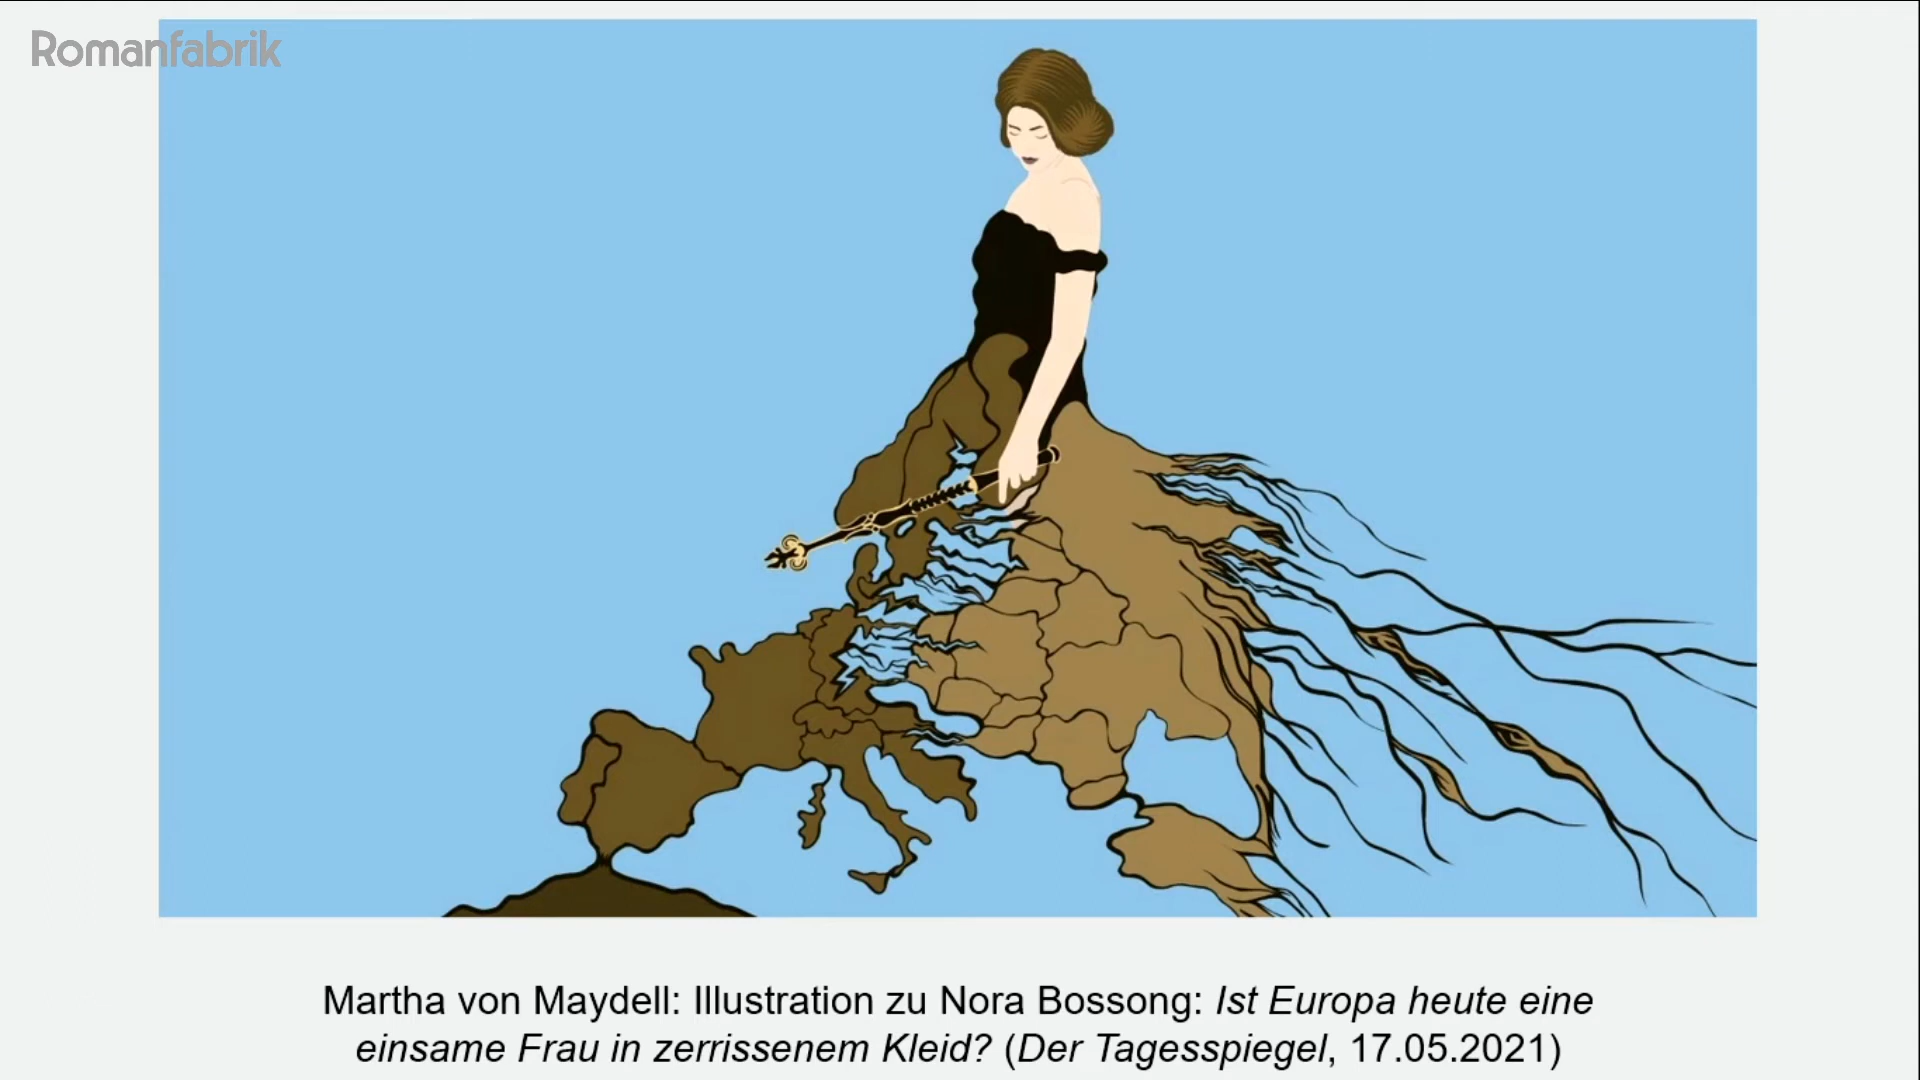 Romanfabrik
Martha von Maydell: Illustration zu Nora Bossong: Ist Europa heute eine
einsame Frau in zerrissenem Kleid? (Der Tagesspiegel, 17.05.2021)